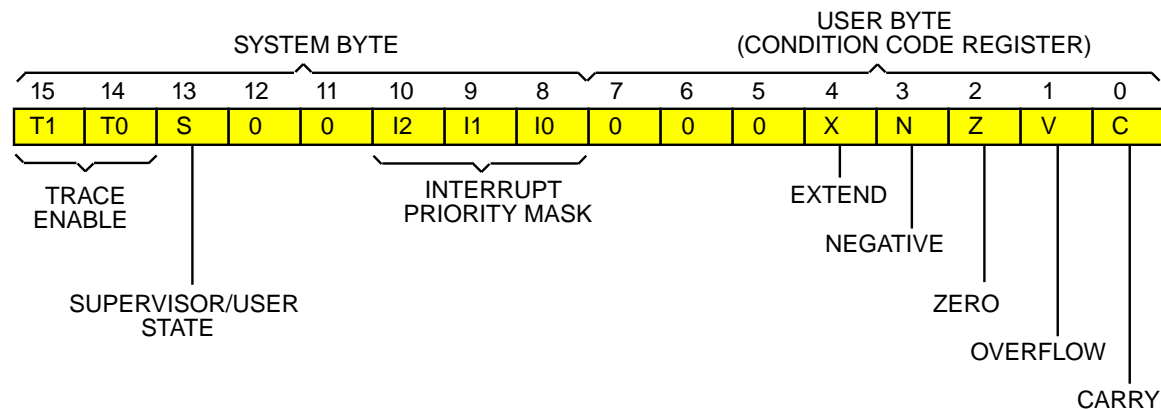 USER BYTE
SYSTEM BYTE (CONDITION CODE REGISTER)
15 14 13 12 11 10 9 8 7 6 5 4 3 2 1 0
T1 T0 S 0 0 I2 I1 I0 0 0 0 X N Z V C
TRACE
ENABLE
INTERRUPT
PRIORITY MASK
EXTEND
NEGATIVE
SUPERVISOR/USER
STATE
ZERO
OVERFLOW
CARRY